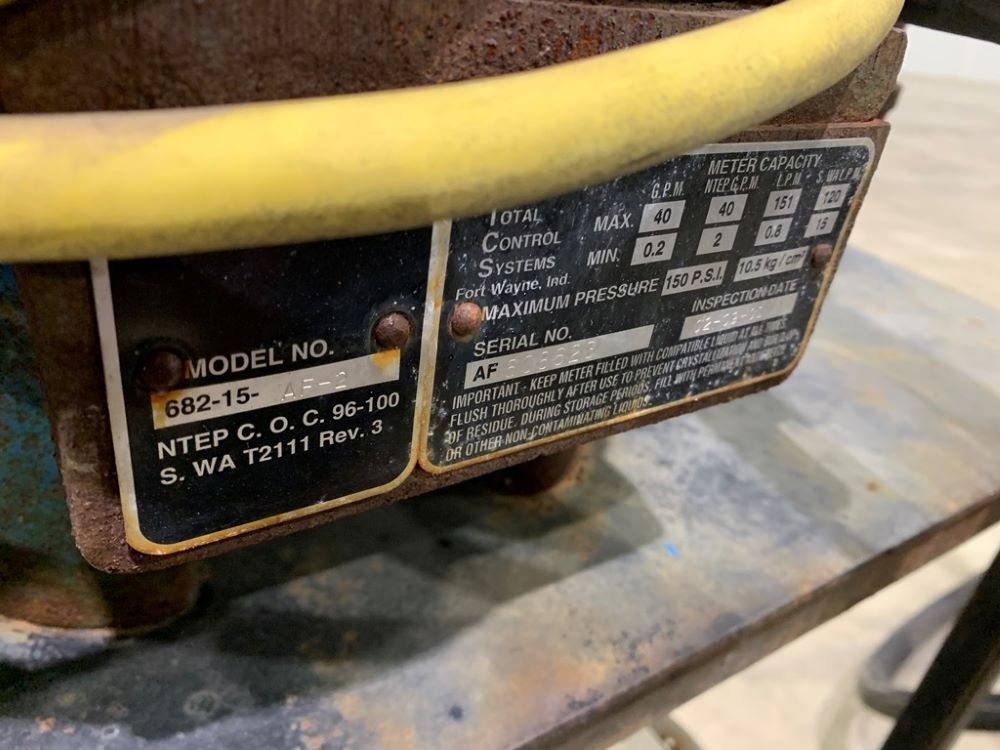 MODEL NO.
682-15- AF-2
NTEP C. O. C. 96-100
S. WA T2111 Rev. 3
TOTAL
CONTROL
SYSTEMS
Fort Wayne, Ind.
METER CAPACITY
G.P.M. NTEP G.P.M. L.P.M. S. WA L.P.M.
MAX. 40 40 151 120
MIN. 0.2 2 0.8 15
MAXIMUM PRESSURE 150 P.S.I. 10.5 kg / cm²
SERIAL NO. INSPECTION DATE
AF
IMPORTANT - KEEP METER FILLED WITH COMPATIBLE LIQUID AT ALL TIMES.
FLUSH THOROUGHLY AFTER USE TO PREVENT CRYSTALLIZATION AND
OF RESIDUE. DURING STORAGE PERIODS, FILL WITH
OR OTHER NON-CONTAMINATING LIQUIDS.